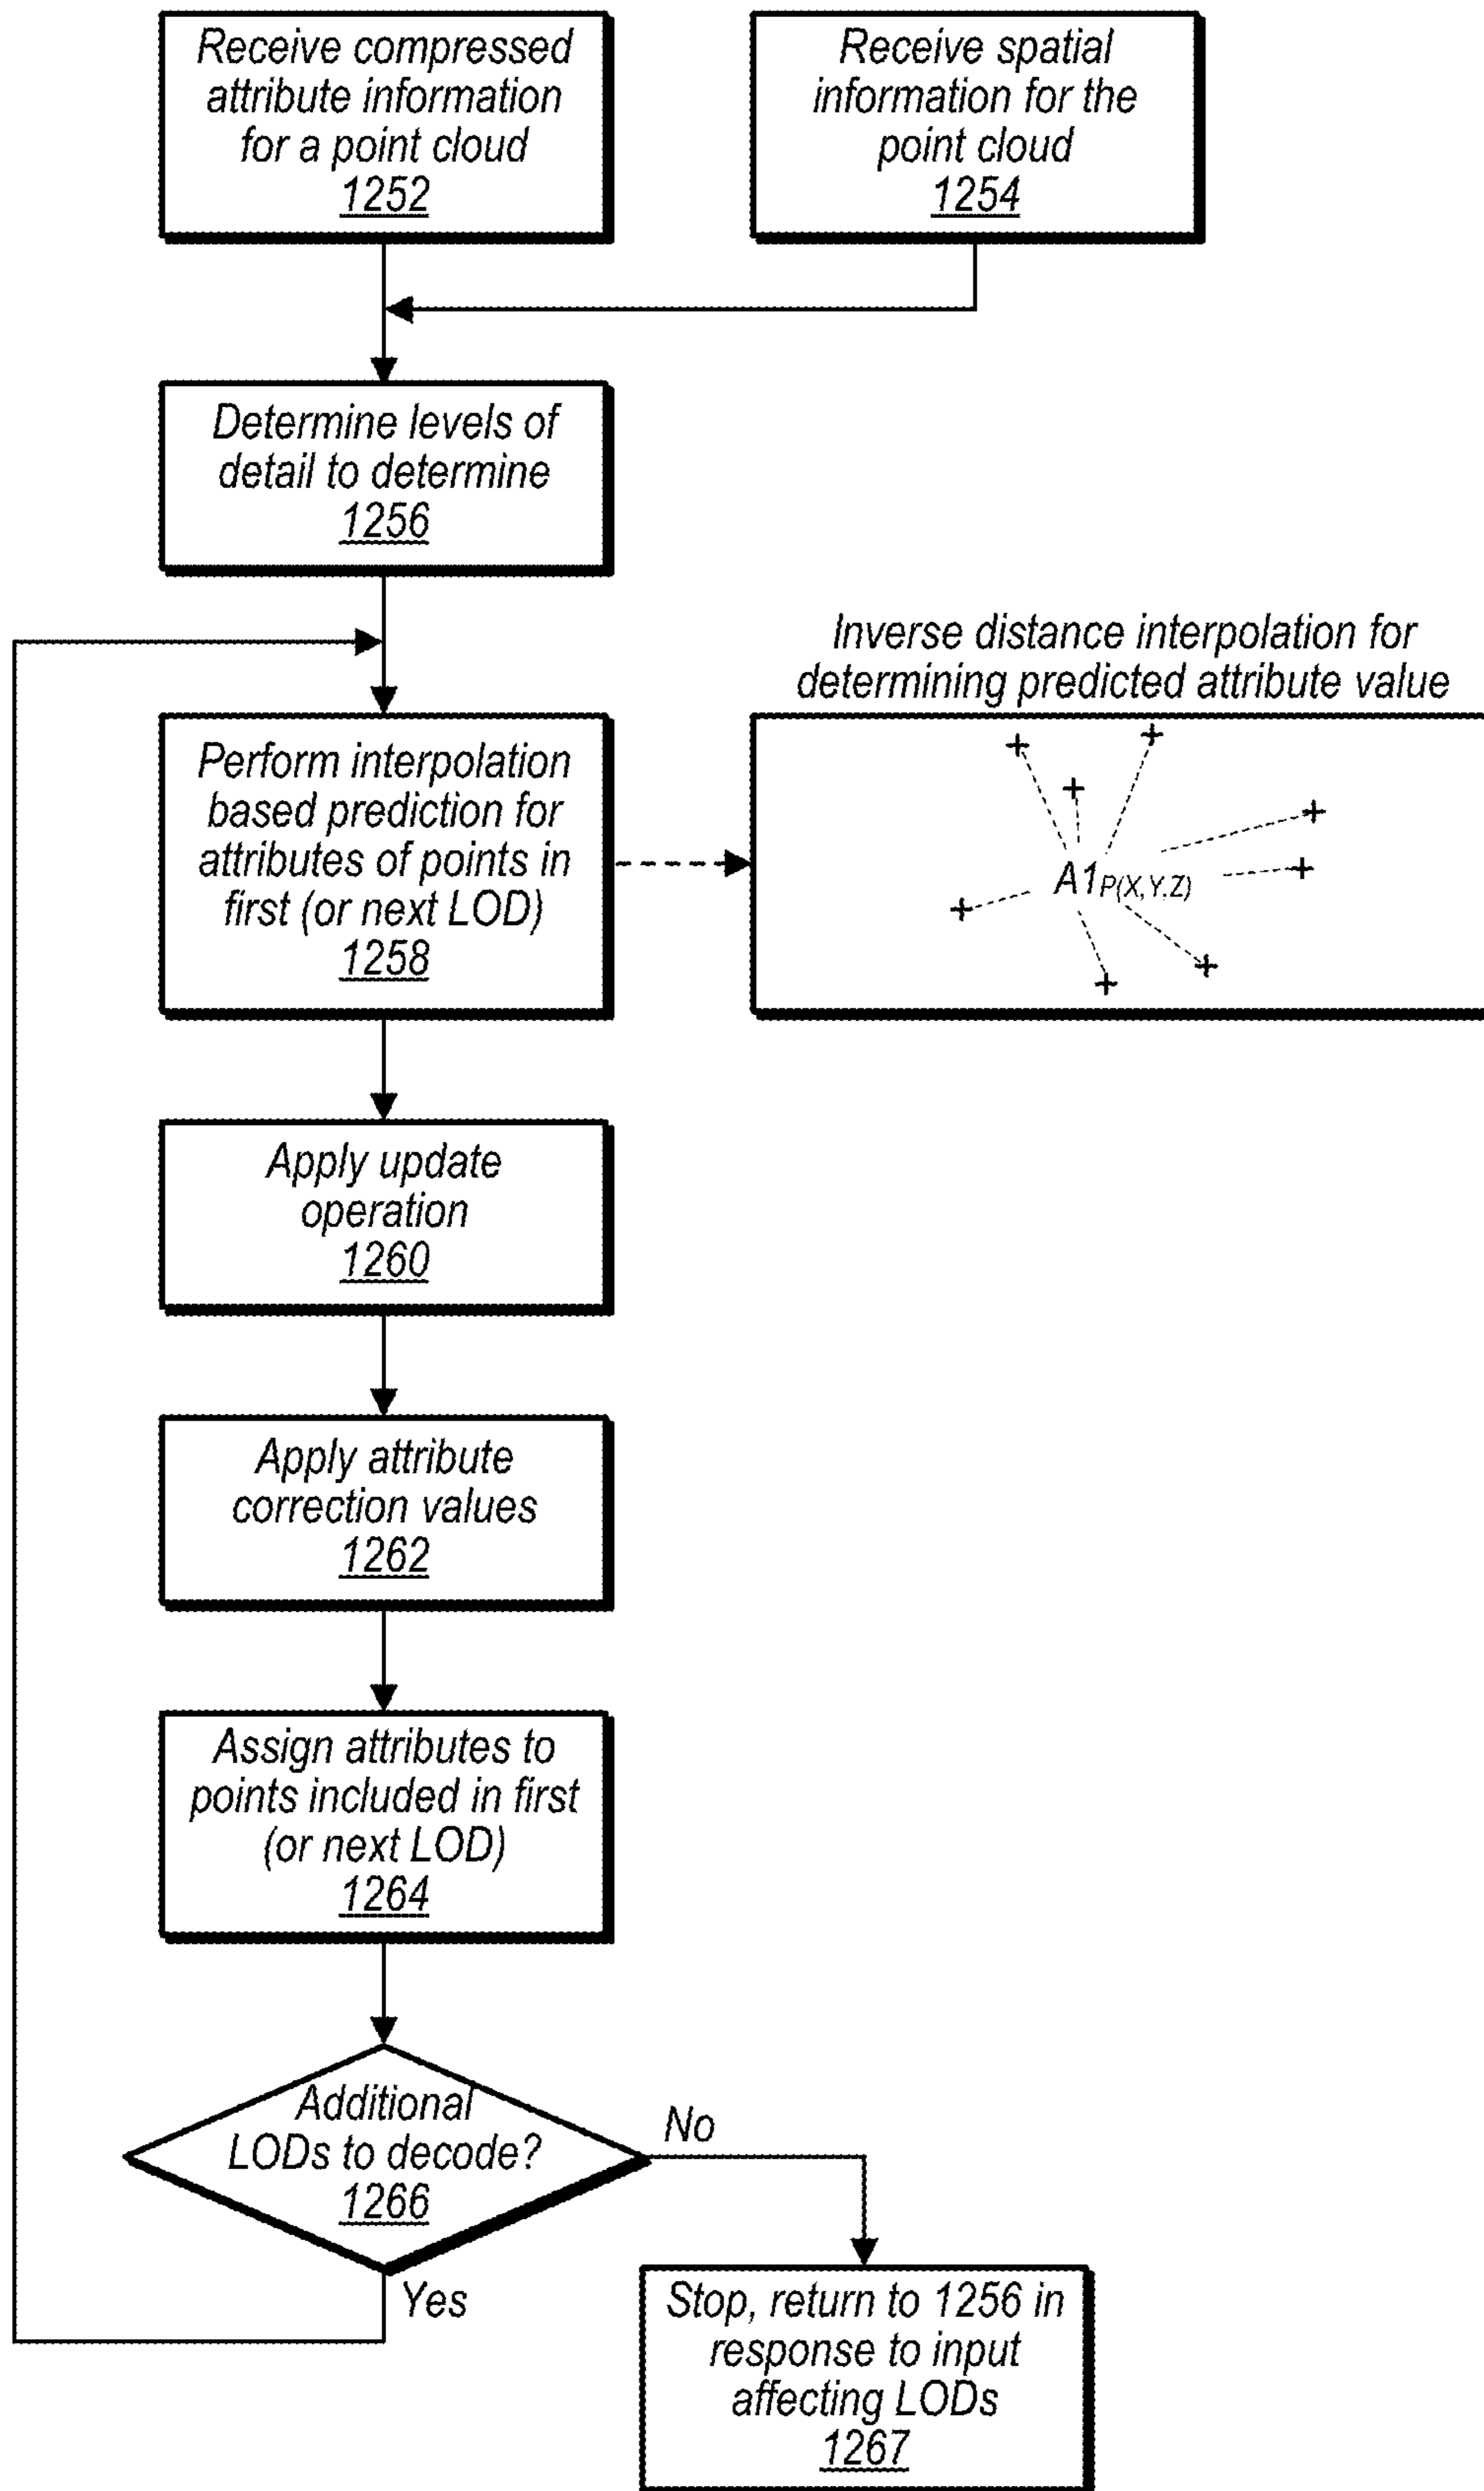 Receive compressed
attribute information
for a point cloud
1252
Receive spatial
information for the
point cloud
1254
Determine levels of
detail to determine
1256
Inverse distance interpolation for
determining predicted attribute value
Perform interpolation
based prediction for
attributes of points in
first (or next LOD)
1258
A1P(X,Y.Z)
Apply update
operation
1260
Apply attribute
correction values
1262
Assign attributes to
points included in first
(or next LOD)
1264
Additional
LODs to decode?
1266
No
Yes
Stop, return to 1256 in
response to input
affecting LODs
1267